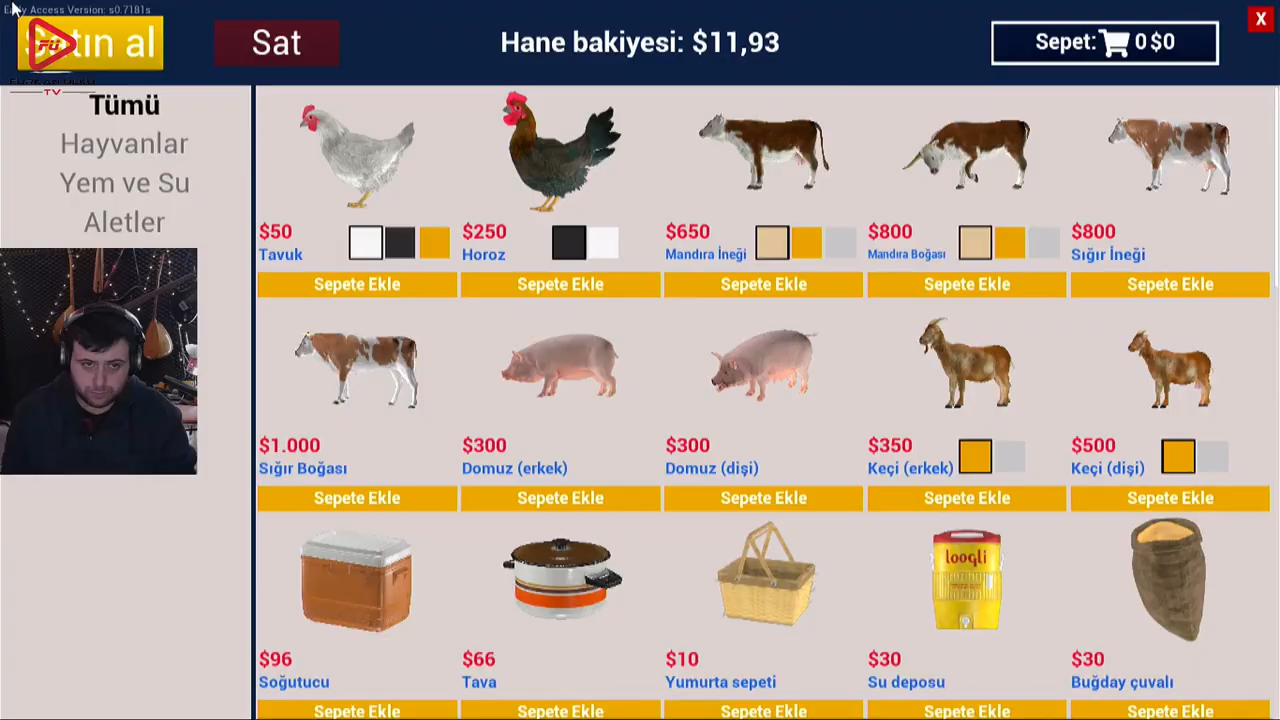 Early Access Version: s0.7181s
Satın al
Sat
Hane bakiyesi: $11,93
Sepet: 0 $0
X
FU
TV
Tümü
Hayvanlar
Yem ve Su
Aletler
$50
Tavuk
Sepete Ekle
$250
Horoz
Sepete Ekle
$650
Mandıra İneği
Sepete Ekle
$800
Mandıra Boğası
Sepete Ekle
$800
Sığır İneği
Sepete Ekle
$1.000
Sığır Boğası
Sepete Ekle
$300
Domuz (erkek)
Sepete Ekle
$300
Domuz (dişi)
Sepete Ekle
$350
Keçi (erkek)
Sepete Ekle
$500
Keçi (dişi)
Sepete Ekle
$96
Soğutucu
Sepete Ekle
$66
Tava
Sepete Ekle
$10
Yumurta sepeti
Sepete Ekle
looqli
$30
Su deposu
Sepete Ekle
$30
Buğday çuvalı
Sepete Ekle